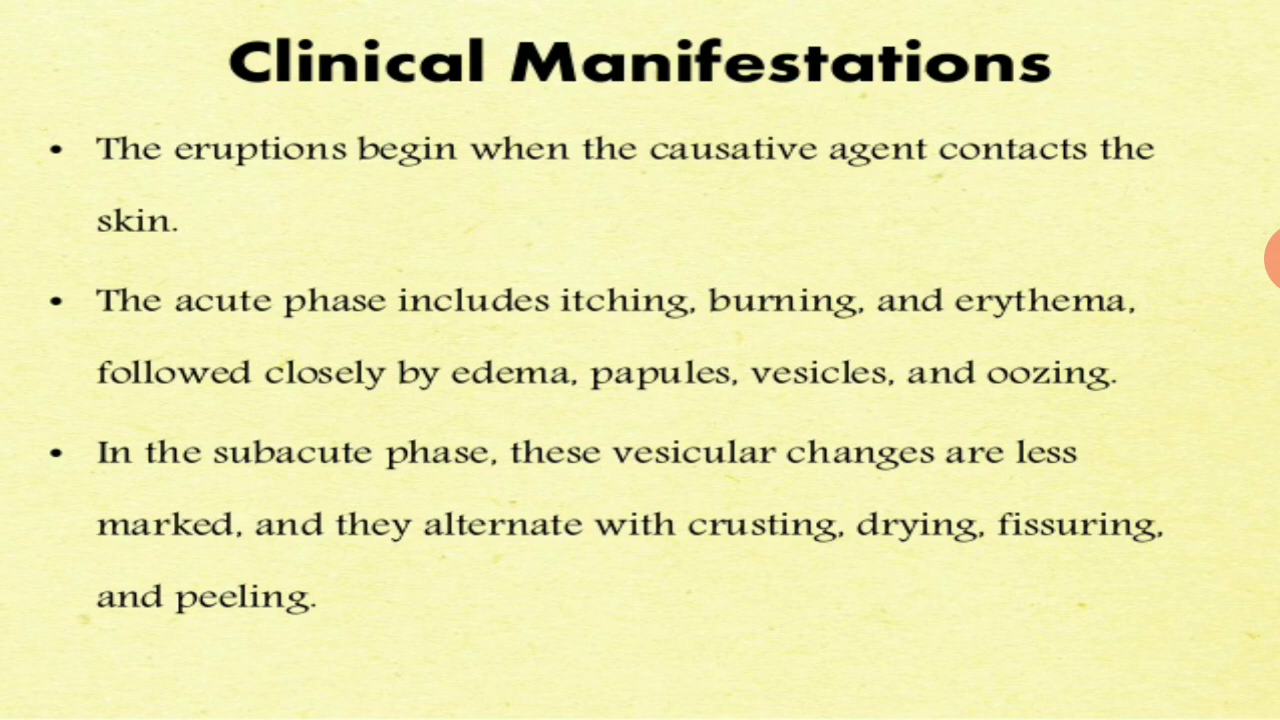 Clinical Manifestations
• The eruptions begin when the causative agent contacts the
skin.
• The acute phase includes itching, burning, and erythema,
followed closely by edema, papules, vesicles, and oozing.
• In the subacute phase, these vesicular changes are less
marked, and they alternate with crusting, drying, fissuring,
and peeling.